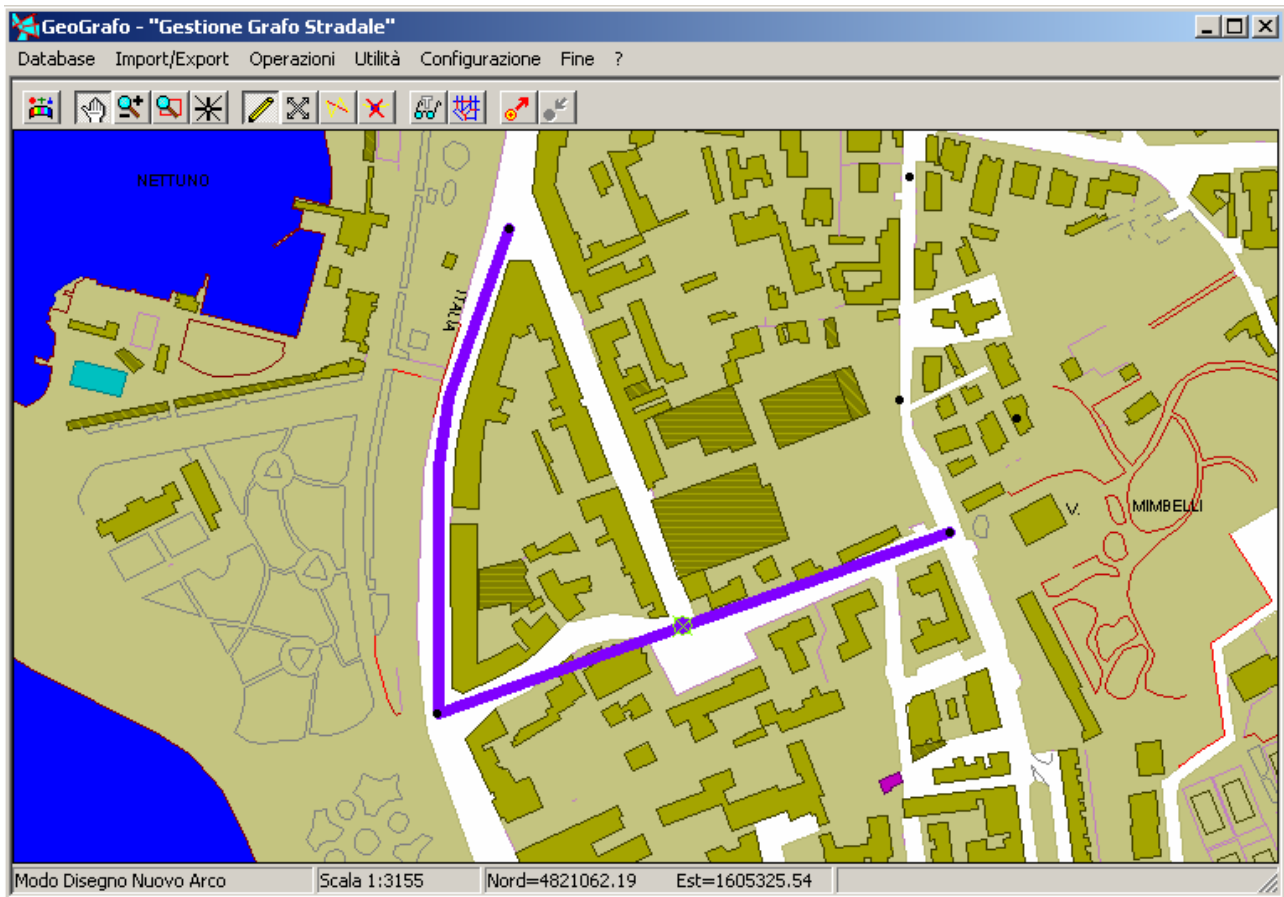 GeoGrafo - "Gestione Grafo Stradale"
Database Import/Export Operazioni Utilità Configurazione Fine ?
NETTUNO
ITALIA
V. MIMBELLI
Modo Disegno Nuovo Arco Scala 1:3155 Nord=4821062.19 Est=1605325.54